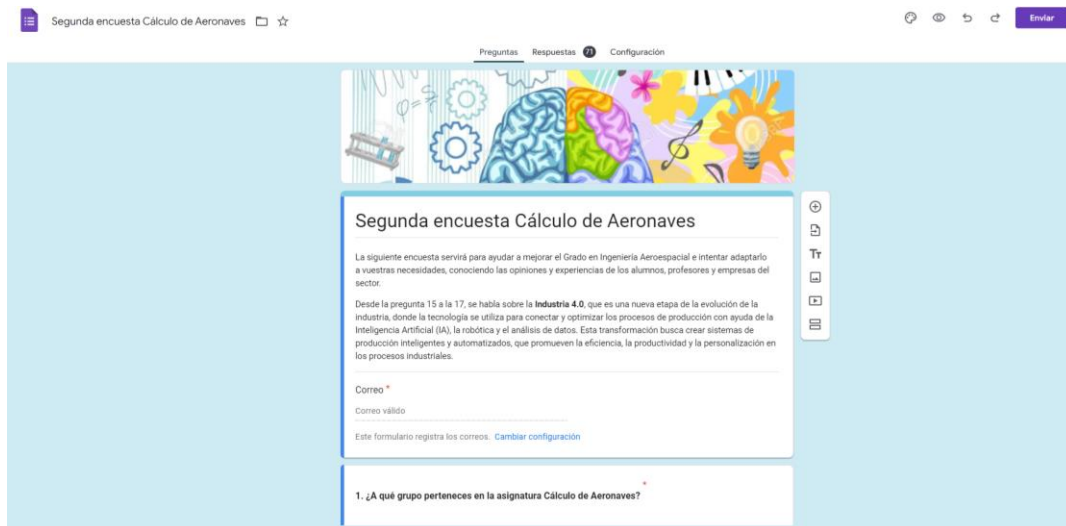 Segunda encuesta Cálculo de Aeronaves
Enviar
Preguntas Respuestas 71 Configuración
Segunda encuesta Cálculo de Aeronaves
La siguiente encuesta servirá para ayudar a mejorar el Grado en Ingeniería Aeroespacial e intentar adaptarlo
a vuestras necesidades, conociendo las opiniones y experiencias de los alumnos, profesores y empresas del
sector.
Desde la pregunta 15 a la 17, se habla sobre la Industria 4.0, que es una nueva etapa de la evolución de la
industria, donde la tecnología se utiliza para conectar y optimizar los procesos de producción con ayuda de la
Inteligencia Artificial (IA), la robótica y el análisis de datos. Esta transformación busca crear sistemas de
producción inteligentes y automatizados, que promueven la eficiencia, la productividad y la personalización en
los procesos industriales.
Correo *
Correo válido
Este formulario registra los correos. Cambiar configuración
1. ¿A qué grupo perteneces en la asignatura Cálculo de Aeronaves? *